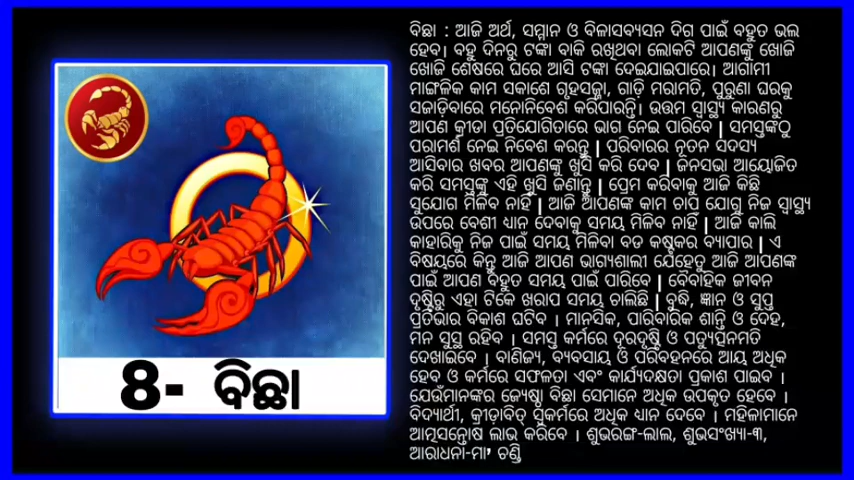 ବିଛା : ଆଜି ଅର୍ଥ, ସମ୍ମାନ ଓ ବିଳାସବ୍ୟସନ ଦିଗ ପାଇଁ ବହୁତ ଭଲ
ହେବ। ବହୁ ଦିନରୁ ଟଙ୍କା ବାକି ରଖିଥିବା ଲୋକଟି ଆପଣଙ୍କୁ ଖୋଜି
ଖୋଜି ଶେଷରେ ଘରେ ଆସି ଟଙ୍କା ଦେଇଯାଇପାରେ। ଆଗାମୀ
ମାଙ୍ଗଳିକ କାମ ସକାଶେ ଗୃହସଜ୍ଜା, ଗାଡ଼ି ମରାମତି, ପୁରୁଣା ଘରକୁ
ସଜାଡ଼ିବାରେ ମନୋନିବେଶ କରିପାରନ୍ତି। ଉତ୍ତମ ସ୍ୱାସ୍ଥ୍ୟ କାରଣରୁ
ଆପଣ କ୍ରୀଡା ପ୍ରତିଯୋଗିତାରେ ଭାଗ ନେଇ ପାରିବେ | ସମସ୍ତଙ୍କଠୁ
ପରାମର୍ଶ ନେଇ ନିବେଶ କରନ୍ତୁ | ପରିବାରର ନୂତନ ସଦସ୍ୟ
ଆସିବାର ଖବର ଆପଣଙ୍କୁ ଖୁସି କରି ଦେବ | ଜନସଭା ଆୟୋଜିତ
କରି ସମସ୍ତଙ୍କୁ ଏହି ଖୁସି ଜଣାନ୍ତୁ | ପ୍ରେମ କରିବାକୁ ଆଜି କିଛି
ସୁଯୋଗ ମିଳିବ ନାହିଁ | ଆଜି ଆପଣଙ୍କ କାମ ଚାପ ଯୋଗୁ ନିଜ ସ୍ୱାସ୍ଥ୍ୟ
ଉପରେ ବେଶୀ ଧ୍ୟାନ ଦେବାକୁ ସମୟ ମିଳିବ ନାହିଁ | ଆଜି କାଲି
କାହାରିକୁ ନିଜ ପାଇଁ ସମୟ ମିଳିବା ବଡ କଷ୍ଟକର ବ୍ୟାପାର | ଏ
ବିଷୟରେ କିନ୍ତୁ ଆଜି ଆପଣ ଭାଗ୍ୟଶାଲୀ ଯେହେତୁ ଆଜି ଆପଣଙ୍କ
ପାଇଁ ଆପଣ ବହୁତ ସମୟ ପାଇଁ ପାରିବେ | ବୈବାହିକ ଜୀବନ
ଦୃଷ୍ଟିରୁ ଏହା ଟିକେ ଖରାପ ସମୟ ଚାଲିଛି | ବୁଦ୍ଧି, ଜ୍ଞାନ ଓ ସୁପ୍ତ
ପ୍ରତିଭାର ବିକାଶ ଘଟିବ । ମାନସିକ, ପାରିବାରିକ ଶାନ୍ତି ଓ ଦେହ,
ମନ ସୁସ୍ଥ ରହିବ । ସମସ୍ତ କର୍ମରେ ଦୂରଦୃଷ୍ଟି ଓ ପତ୍ୟୁତ୍ପନମତି
ଦେଖାଇବେ । ବାଣିଜ୍ୟ, ବ୍ୟବସାୟ ଓ ପରିବହନରେ ଆୟ ଅଧିକ
ହେବ ଓ କର୍ମରେ ସଫଳତା ଏବଂ କାର୍ଯ୍ୟଦକ୍ଷତା ପ୍ରକାଶ ପାଇବ ।
ଯେଉଁମାନଙ୍କର ଜ୍ୟେଷ୍ଠା ବିଛା ସେମାନେ ଅଧିକ ଉପକୃତ ହେବେ ।
ବିଦ୍ୟାର୍ଥୀ, କ୍ରୀଡ଼ାବିତ୍ ସ୍ୱକର୍ମରେ ଅଧିକ ଧ୍ୟାନ ଦେବେ । ମହିଳାମାନେ
ଆତ୍ମସନ୍ତୋଷ ଲାଭ କରିବେ । ଶୁଭରଙ୍ଗ-ଲାଲ, ଶୁଭସଂଖ୍ୟା-୩,
ଆରାଧନା-ମା' ଚଣ୍ଡି
8- ବିଛା